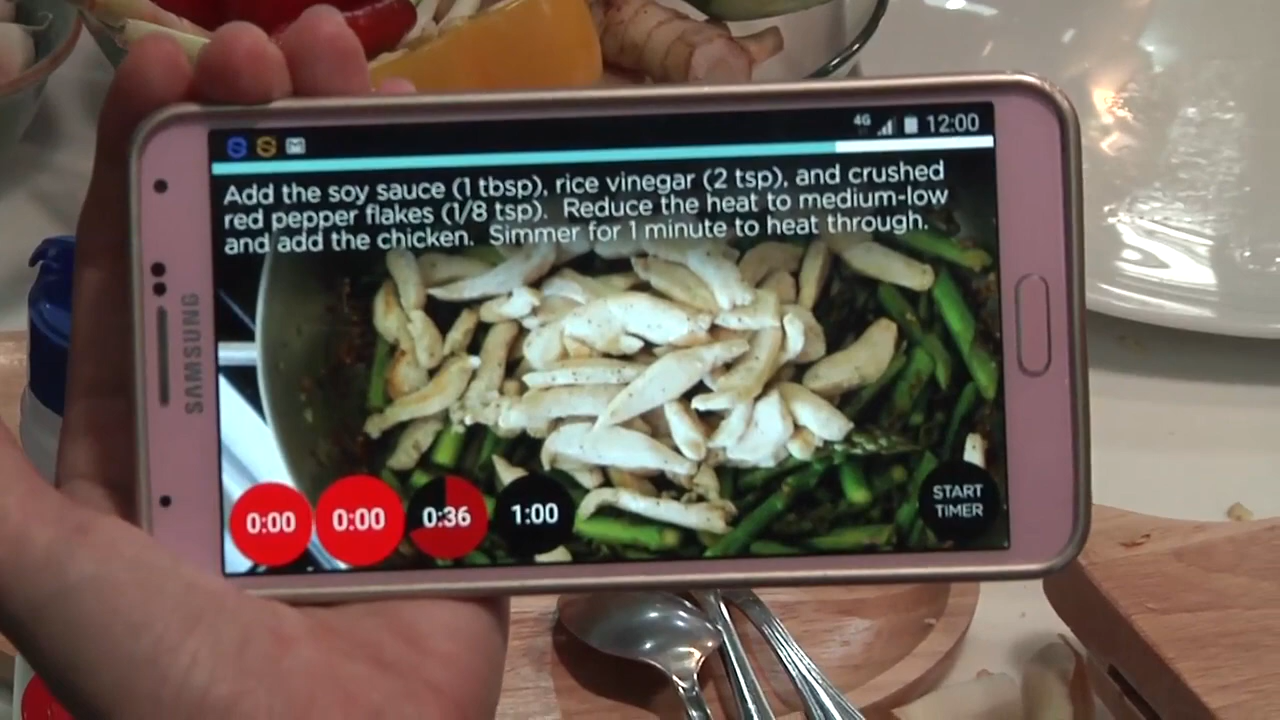 4G 12:00
Add the soy sauce (1 tbsp), rice vinegar (2 tsp), and crushed
red pepper flakes (1/8 tsp). Reduce the heat to medium-low
and add the chicken. Simmer for 1 minute to heat through.
SAMSUNG
0:00 0:00 0:36 1:00
START
TIMER